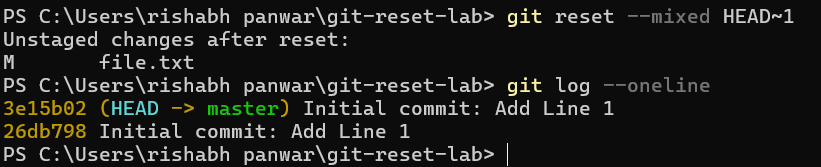 PS C:\Users\rishabh panwar\git-reset-lab> git reset --mixed HEAD~1
Unstaged changes after reset:
M       file.txt
PS C:\Users\rishabh panwar\git-reset-lab> git log --oneline
3e15b02 (HEAD -> master) Initial commit: Add Line 1
26db798 Initial commit: Add Line 1
PS C:\Users\rishabh panwar\git-reset-lab>